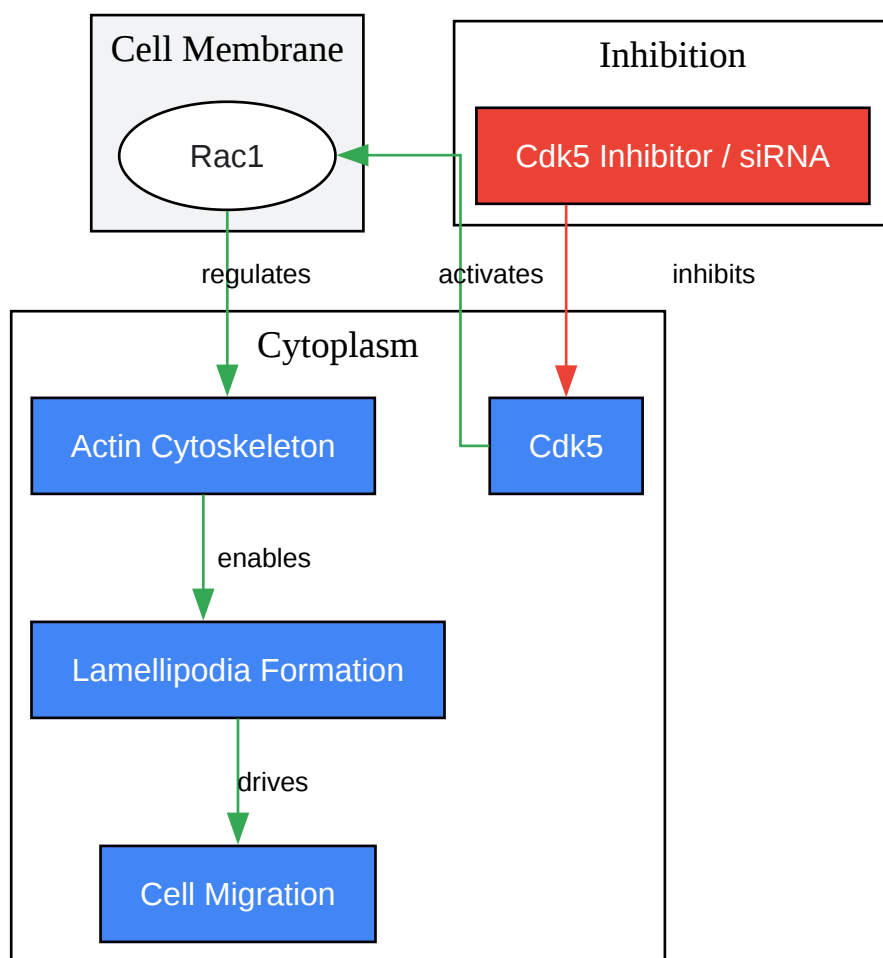 Cell Membrane
Inhibition
Rac1
Cdk5 Inhibitor / siRNA
regulates
activates
inhibits
Cytoplasm
Actin Cytoskeleton
Cdk5
enables
Lamellipodia Formation
drives
Cell Migration